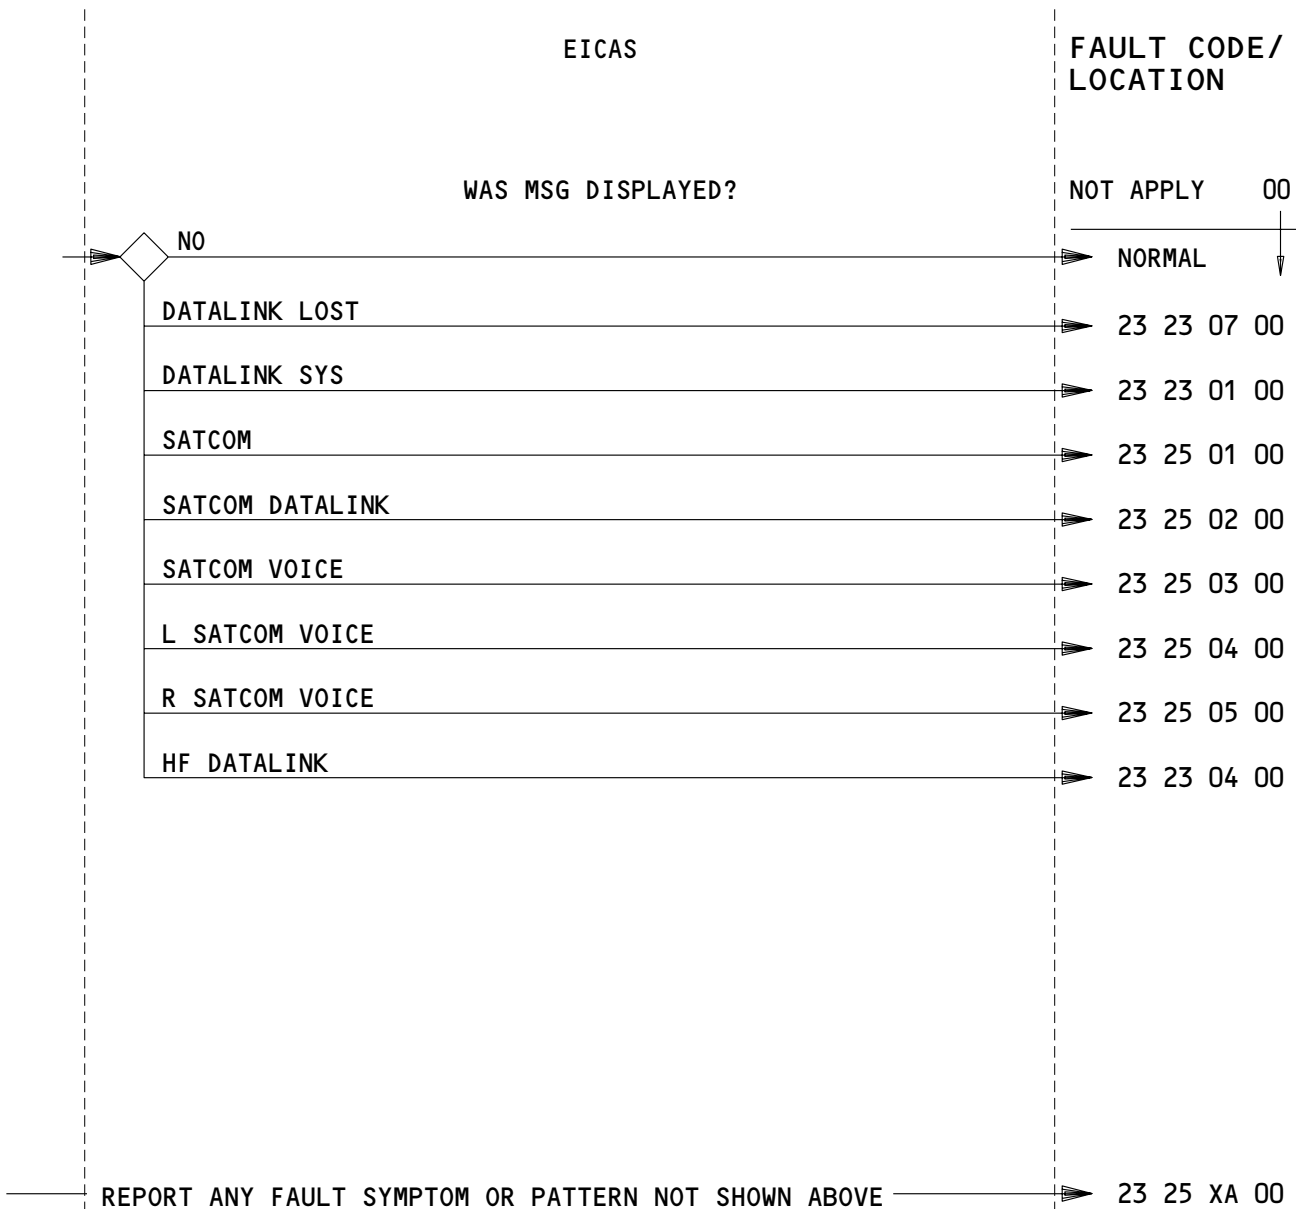 EICAS
FAULT CODE/
LOCATION
WAS MSG DISPLAYED?
NOT APPLY 00
NO
NORMAL
DATALINK LOST
23 23 07 00
DATALINK SYS
23 23 01 00
SATCOM
23 25 01 00
SATCOM DATALINK
23 25 02 00
SATCOM VOICE
23 25 03 00
L SATCOM VOICE
23 25 04 00
R SATCOM VOICE
23 25 05 00
HF DATALINK
23 23 04 00
REPORT ANY FAULT SYMPTOM OR PATTERN NOT SHOWN ABOVE
23 25 XA 00